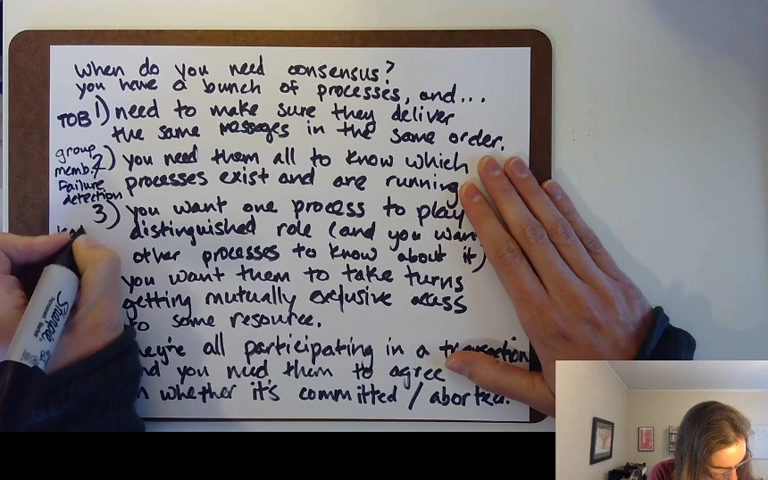 When do you need consensus?
you have a bunch of processes, and...
TOB 1) need to make sure they deliver
the same messages in the same order.
group
memb. 2) you need them all to know which
Failure
detection
processes exist and are running
3) you want one process to play
distinguished role (and you wan
other processes to know about it)
you want them to take turns
getting mutually exclusive access
to some resource.
they're all participating in a transaction
and you need them to agree
on whether it's committed / aborted.
Sharpie